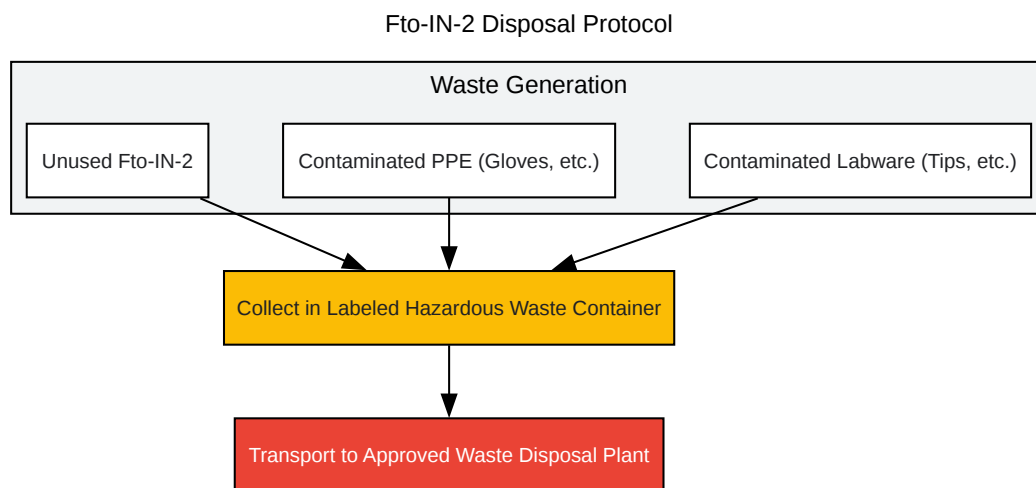 Fto-IN-2 Disposal Protocol
Waste Generation
Unused Fto-IN-2
Contaminated PPE (Gloves, etc.)
Contaminated Labware (Tips, etc.)
Collect in Labeled Hazardous Waste Container
Transport to Approved Waste Disposal Plant